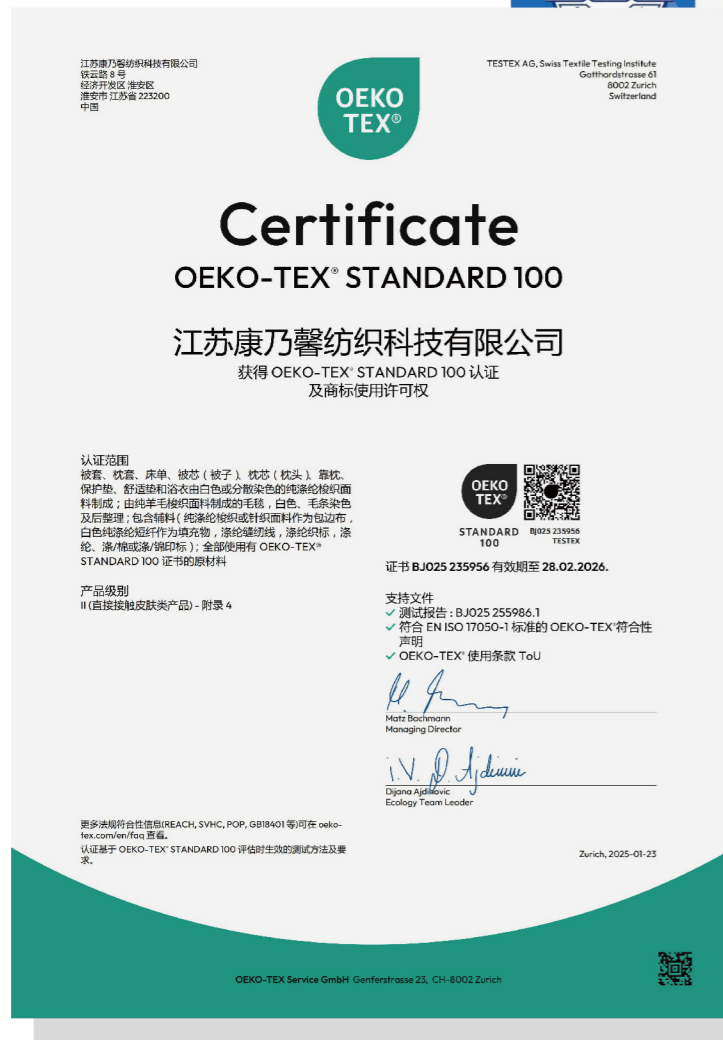 江苏康乃馨纺织科技有限公司
铁云路 8 号
经济开发区 淮安区
淮安市 江苏省 223200
中国
TESTEX AG, Swiss Textile Testing Institute
Gotthardstrasse 61
8002 Zurich
Switzerland
OEKO
TEX®
Certificate
OEKO-TEX® STANDARD 100
江苏康乃馨纺织科技有限公司
获得 OEKO-TEX® STANDARD 100 认证
及商标使用许可权
认证范围
被套、枕套、床单、被芯（被子）、枕芯（枕头）、靠枕、
保护垫、舒适垫和浴衣由白色或分散染色的纯涤纶梭织面
料制成；由纯羊毛梭织面料制成的毛毯，白色、毛条染色
及后整理；包含辅料（纯涤纶梭织或针织面料作为包边布，
白色纯涤纶短纤作为填充物，涤纶缝纫线，涤纶织标，涤
纶、涤/棉或涤/锦印标）；全部使用有 OEKO-TEX®
STANDARD 100 证书的原材料
产品级别
II (直接接触皮肤类产品) - 附录 4
OEKO
TEX®
STANDARD
100
BJ025 235956
TESTEX
证书 BJ025 235956 有效期至 28.02.2026.
支持文件
✓ 测试报告 : BJ025 255986.1
✓ 符合 EN ISO 17050-1 标准的 OEKO-TEX®符合性
声明
✓ OEKO-TEX® 使用条款 ToU
Matz Bachmann
Managing Director
i.V. D. Ajdinovic
Dijana Ajdinovic
Ecology Team Leader
更多法规符合性信息(REACH, SVHC, POP, GB18401 等)可在 oeko-
tex.com/en/faq 查看。
认证基于 OEKO-TEX® STANDARD 100 评估时生效的测试方法及要
求。
Zurich, 2025-01-23
OEKO-TEX Service GmbH Genferstrasse 23, CH-8002 Zurich